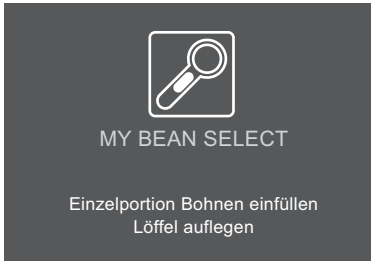 MY BEAN SELECT
Einzelportion Bohnen einfüllen
Löffel auflegen